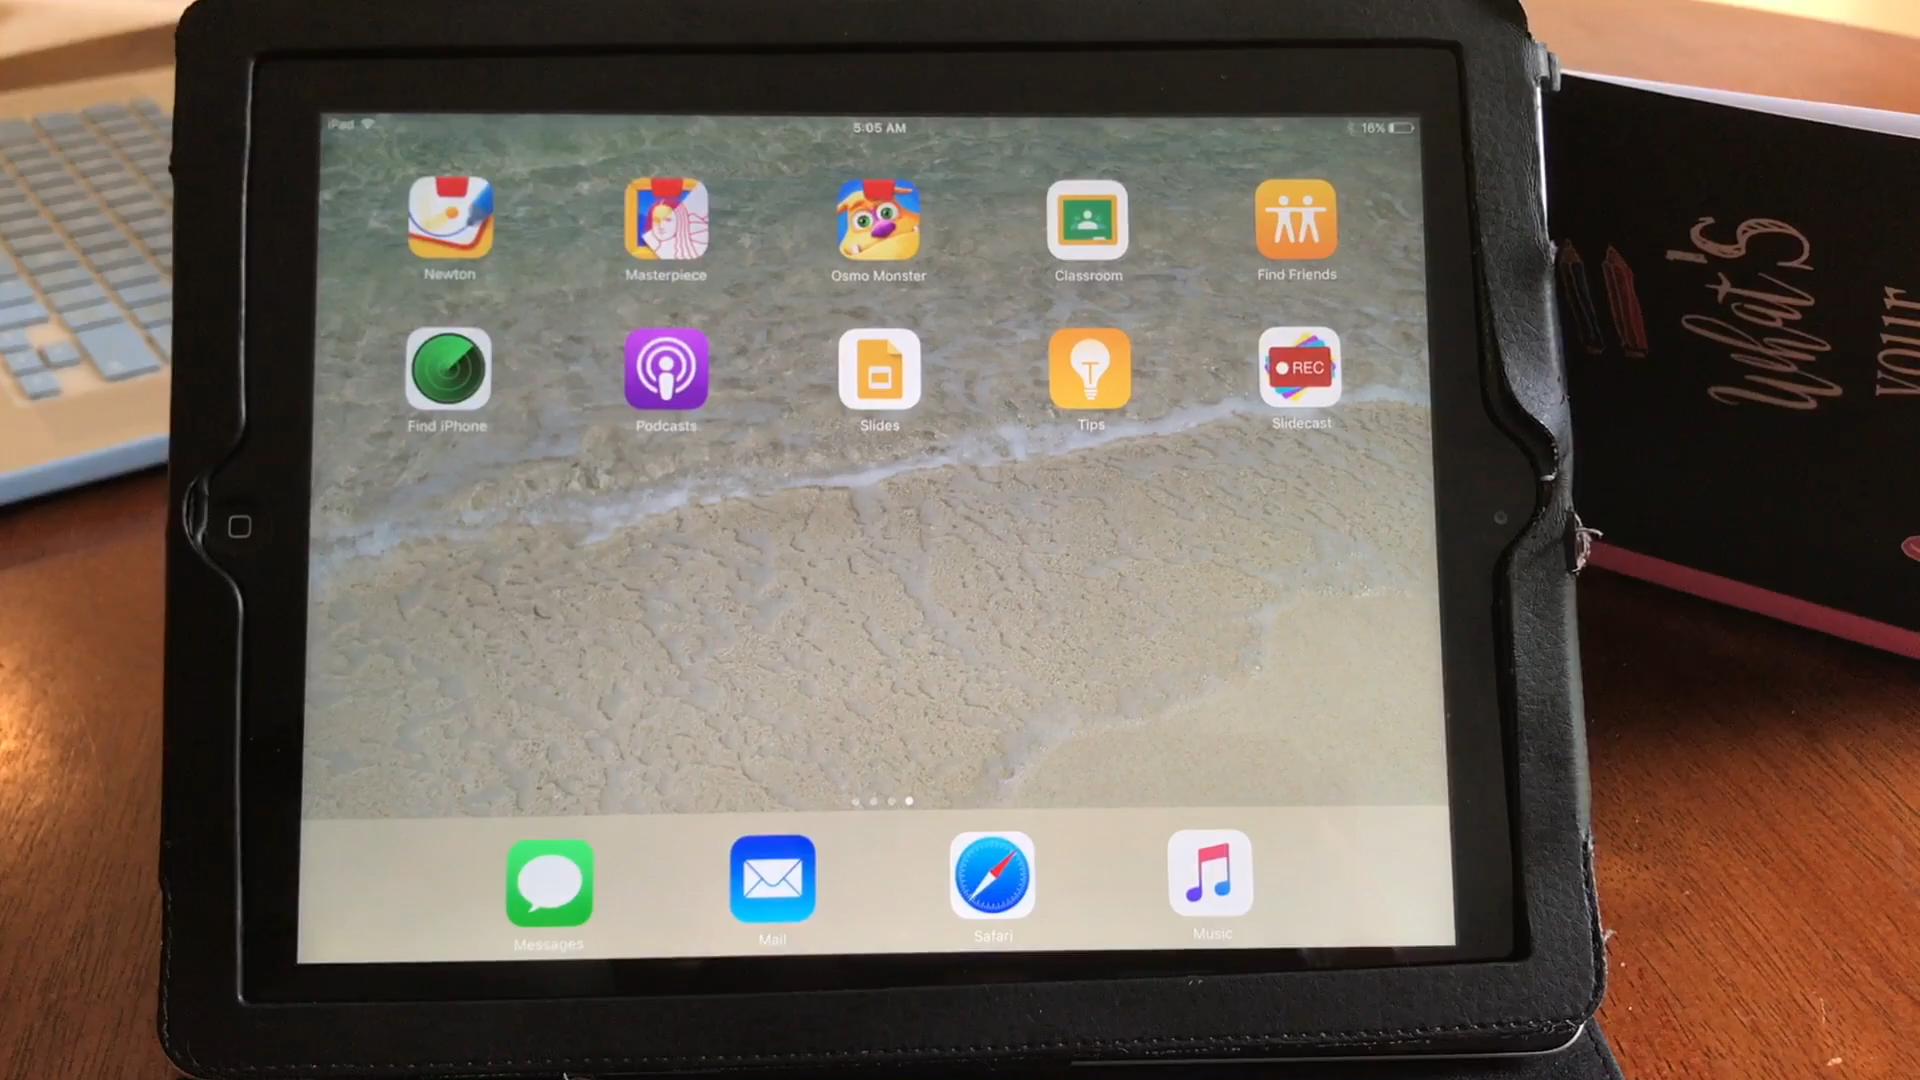 iPad 5:05 AM 16%
Newton Masterpiece Osmo Monster Classroom Find Friends
REC
Find iPhone Podcasts Slides Tips Slidecast
Messages Mail Safari Music
What's
your